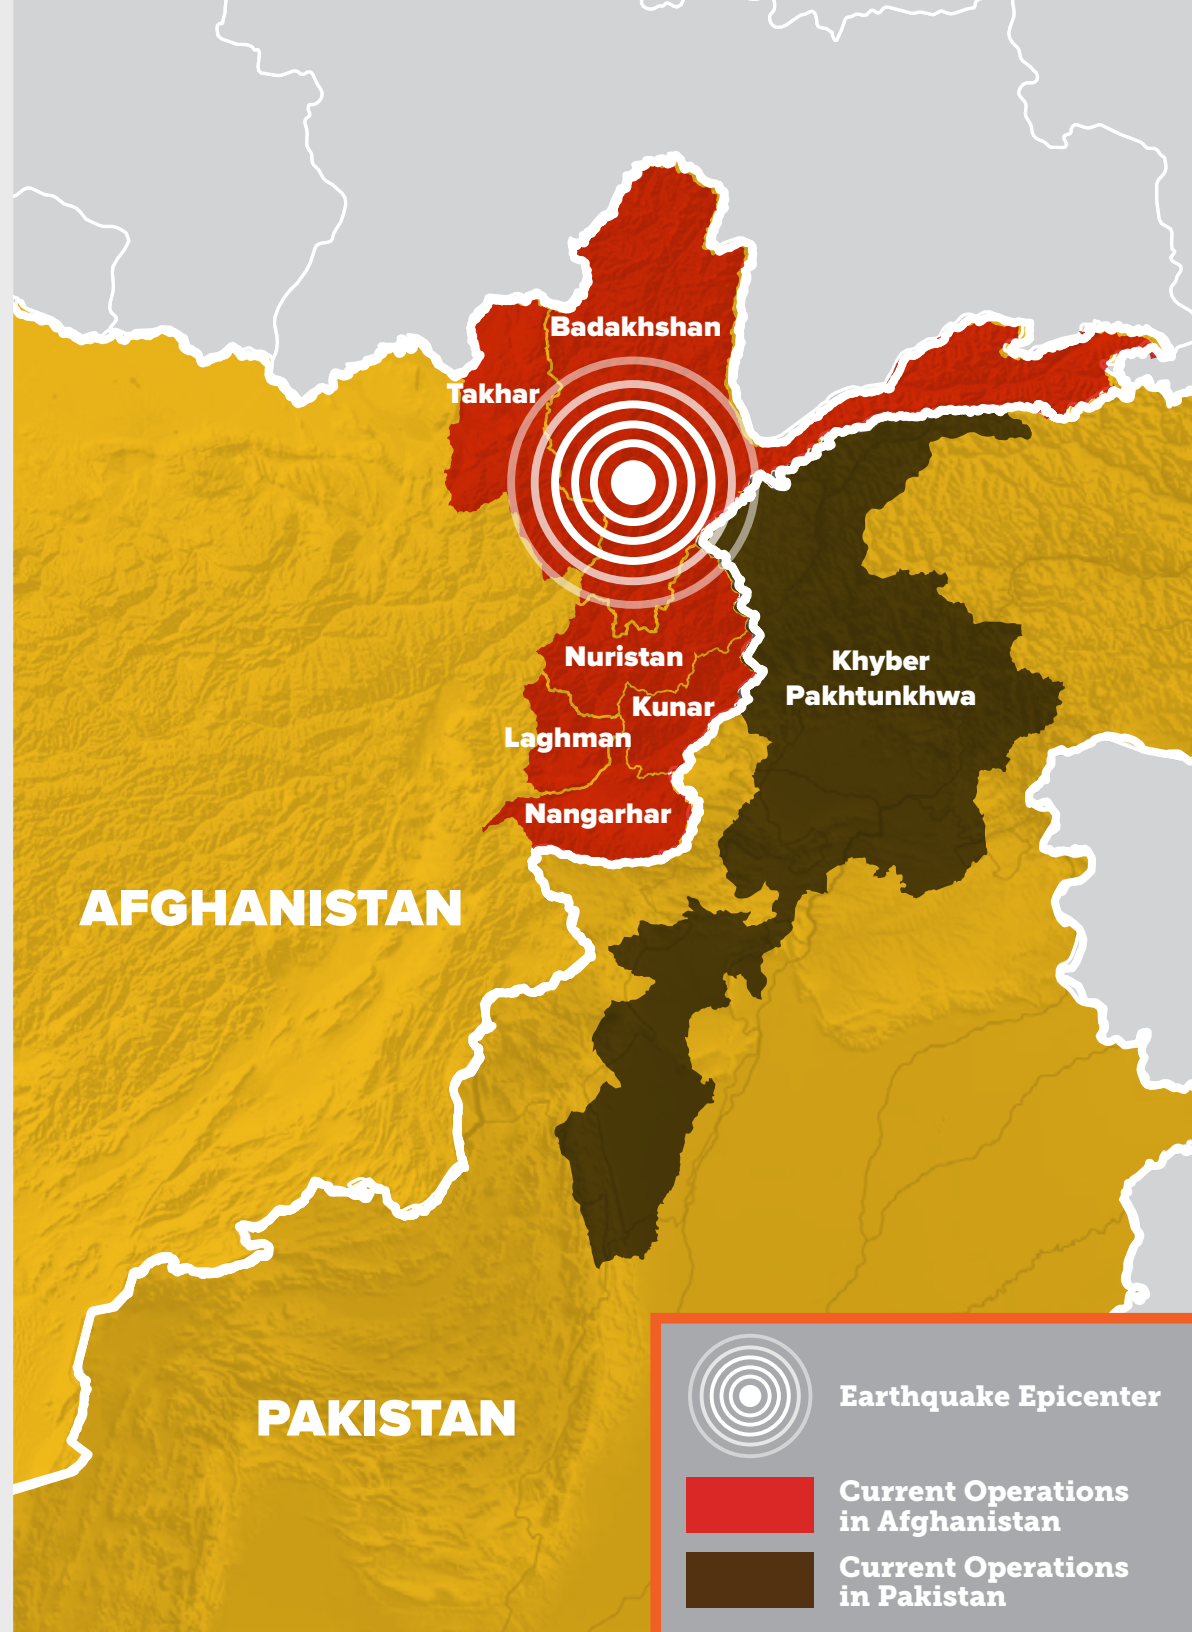 Badakhshan
Takhar
Nuristan
Khyber
Pakhtunkhwa
Kunar
Laghman
Nangarhar
AFGHANISTAN
PAKISTAN
Earthquake Epicenter
Current Operations
in Afghanistan
Current Operations
in Pakistan